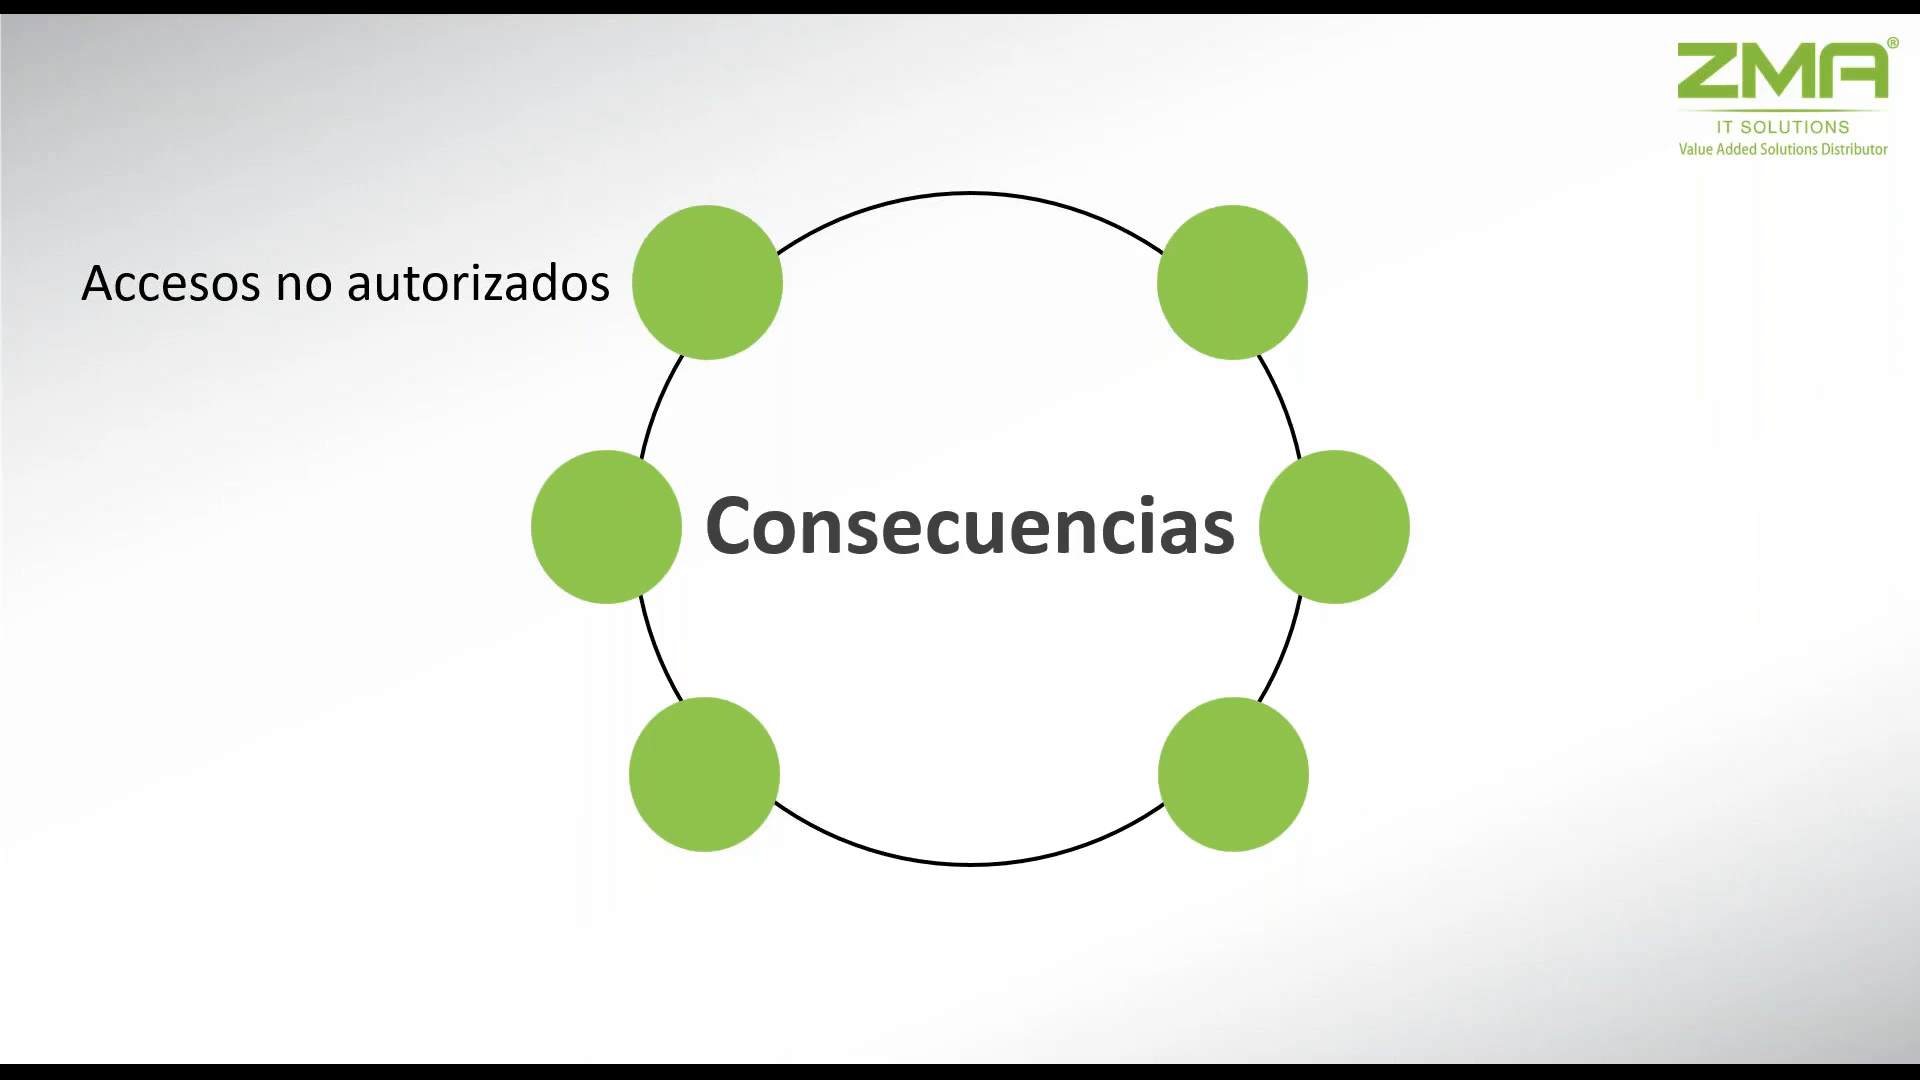 ZMA®
IT SOLUTIONS
Value Added Solutions Distributor
Accesos no autorizados
Consecuencias